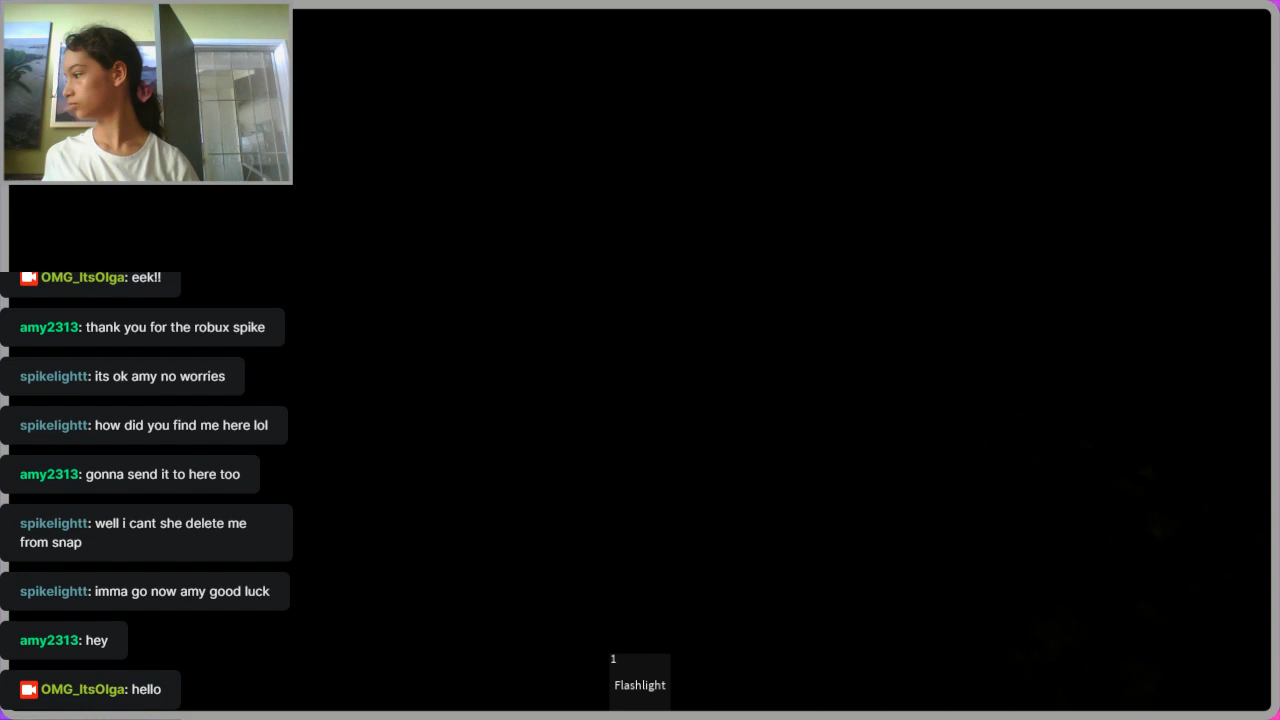 OMG_ItsOlga: eek!!
amy2313: thank you for the robux spike
spikelightt: its ok amy no worries
spikelightt: how did you find me here lol
amy2313: gonna send it to here too
spikelightt: well i cant she delete me
from snap
spikelightt: imma go now amy good luck
amy2313: hey
OMG_ItsOlga: hello
1
Flashlight